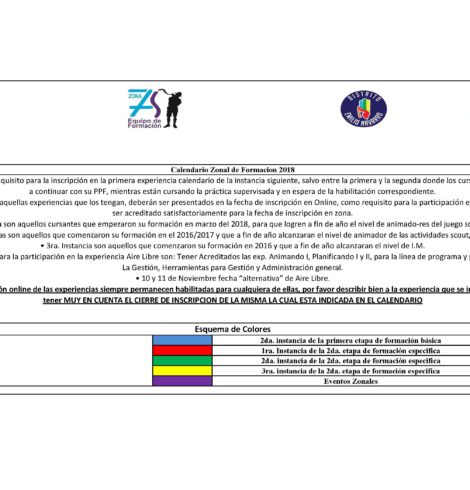 ZONA 7S
Equipo de
Formación
DISTRITO
EMILIO NAVARRO
Calendario Zonal de Formacion 2018
quisito para la inscripción en la primera experiencia calendario de la instancia siguiente, salvo entre la primera y la segunda donde los cur
a continuar con su PPF, mientras están cursando la práctica supervisada y en espera de la habilitación correspondiente.
aquellas experiencias que los tengan, deberán ser presentados en la fecha de inscripción en Online, como requisito para la participación e
ser acreditado satisfactoriamente para la fecha de inscripción en zona.
a son aquellos cursantes que empezaron su formación en marzo del 2018, para que logren a fin de año el nivel de animado-res del juego so
as son aquellos que comenzaron su formación en el 2016/2017 y que a fin de año alcanzaran el nivel de animador de las actividades scout,
• 3ra. Instancia son aquellos que comenzaron su formación en 2016 y que a fin de año alcanzarán el nivel de I.M.
ara la participación en la experiencia Aire Libre son: Tener Acreditados las exp. Animando I, Planificando I y II, para la línea de programa y p
La Gestión, Herramientas para Gestión y Administración general.
• 10 y 11 de Noviembre fecha "alternativa" de Aire Libre.
ión online de las experiencias siempre permanecen habilitadas para cualquiera de ellas, por favor describir bien a la experiencia que se in
tener MUY EN CUENTA EL CIERRE DE INSCRIPCION DE LA MISMA LA CUAL ESTA INDICADA EN EL CALENDARIO
Esquema de Colores
2da. instancia de la primera etapa de formación básica
1ra. Instancia de la 2da. etapa de formación específica
2da. instancia de la 2da. etapa de formación específica
3ra. instancia de la 2da. etapa de formación específica
Eventos Zonales